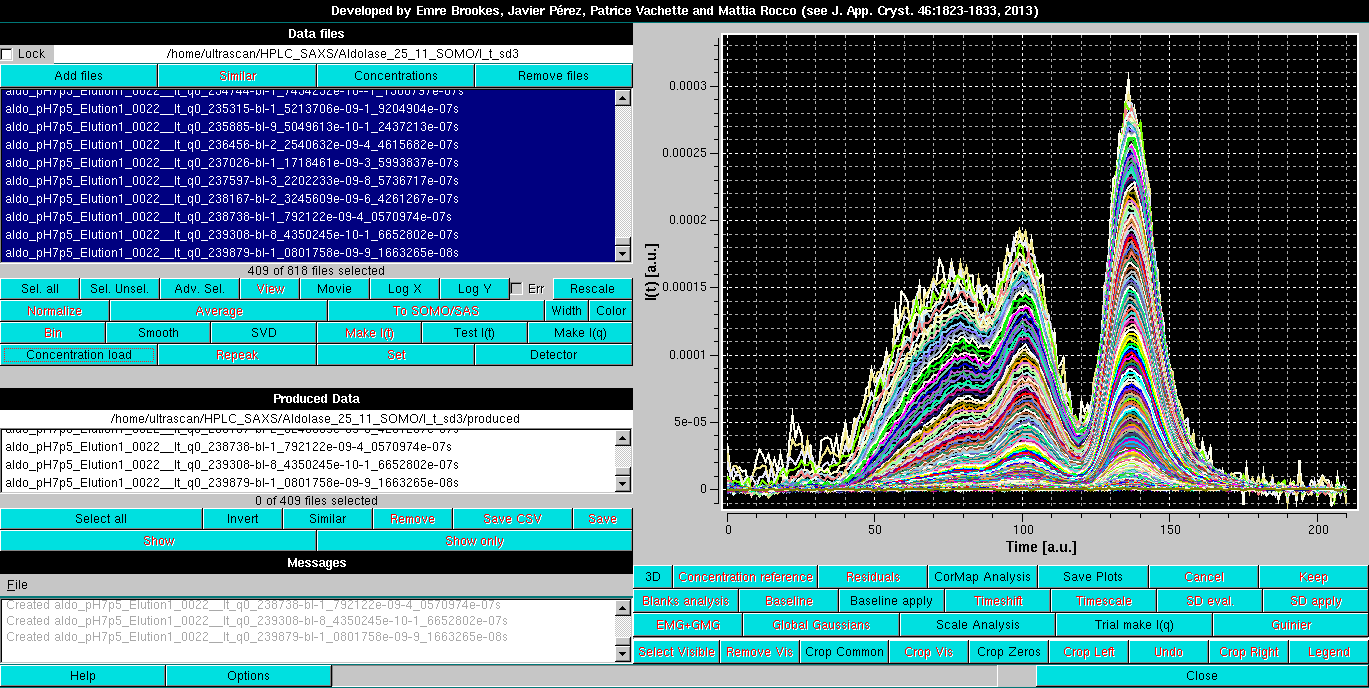 Developed by Emre Brookes, Javier Pérez, Patrice Vachette and Mattia Rocco (see J. App. Cryst. 46:1823-1833, 2013)
Data files
Lock /home/ultrascan/HPLC_SAXS/Aldolase_25_11_SOMO/I_t_sd3
Add files Similar Concentrations Remove files
aldo_pH7p5_Elution1_0022__It_q0_235315-bl-1_5213706e-09-1_9204904e-07s
aldo_pH7p5_Elution1_0022__It_q0_235885-bl-9_5049613e-10-1_2437213e-07s
aldo_pH7p5_Elution1_0022__It_q0_236456-bl-2_2540632e-09-4_4615682e-07s
aldo_pH7p5_Elution1_0022__It_q0_237026-bl-1_1718461e-09-3_5993837e-07s
aldo_pH7p5_Elution1_0022__It_q0_237597-bl-3_2202233e-09-8_5736717e-07s
aldo_pH7p5_Elution1_0022__It_q0_238167-bl-2_3245609e-09-6_4261267e-07s
aldo_pH7p5_Elution1_0022__It_q0_238738-bl-1_792122e-09-4_0570974e-07s
aldo_pH7p5_Elution1_0022__It_q0_239308-bl-8_4350245e-10-1_6652802e-07s
aldo_pH7p5_Elution1_0022__It_q0_239879-bl-1_0801758e-09-9_1663265e-08s
409 of 818 files selected
Sel. all Sel. Unsel. Adv. Sel. View Movie Log X Log Y Err Rescale
Normalize Average To SOMO/SAS Width Color
Bin Smooth SVD Make I(t) Test I(t) Make I(q)
Concentration load Repeak Set Detector
Produced Data
/home/ultrascan/HPLC_SAXS/Aldolase_25_11_SOMO/I_t_sd3/produced
aldo_pH7p5_Elution1_0022__It_q0_238738-bl-1_792122e-09-4_0570974e-07s
aldo_pH7p5_Elution1_0022__It_q0_239308-bl-8_4350245e-10-1_6652802e-07s
aldo_pH7p5_Elution1_0022__It_q0_239879-bl-1_0801758e-09-9_1663265e-08s
0 of 409 files selected
Select all Invert Similar Remove Save CSV Save
Show Show only
Messages
File
Created aldo_pH7p5_Elution1_0022__It_q0_238738-bl-1_792122e-09-4_0570974e-07s
Created aldo_pH7p5_Elution1_0022__It_q0_239308-bl-8_4350245e-10-1_6652802e-07s
Created aldo_pH7p5_Elution1_0022__It_q0_239879-bl-1_0801758e-09-9_1663265e-08s
Help Options
I(t) [a.u.]
0.0003
0.00025
0.0002
0.00015
0.0001
5e-05
0
0 50 100 150 200
Time [a.u.]
3D Concentration reference Residuals CorMap Analysis Save Plots Cancel Keep
Blanks analysis Baseline Baseline apply Timeshift Timescale SD eval. SD apply
EMG+GMG Global Gaussians Scale Analysis Trial make I(q) Guinier
Select Visible Remove Vis Crop Common Crop Vis Crop Zeros Crop Left Undo Crop Right Legend
Close